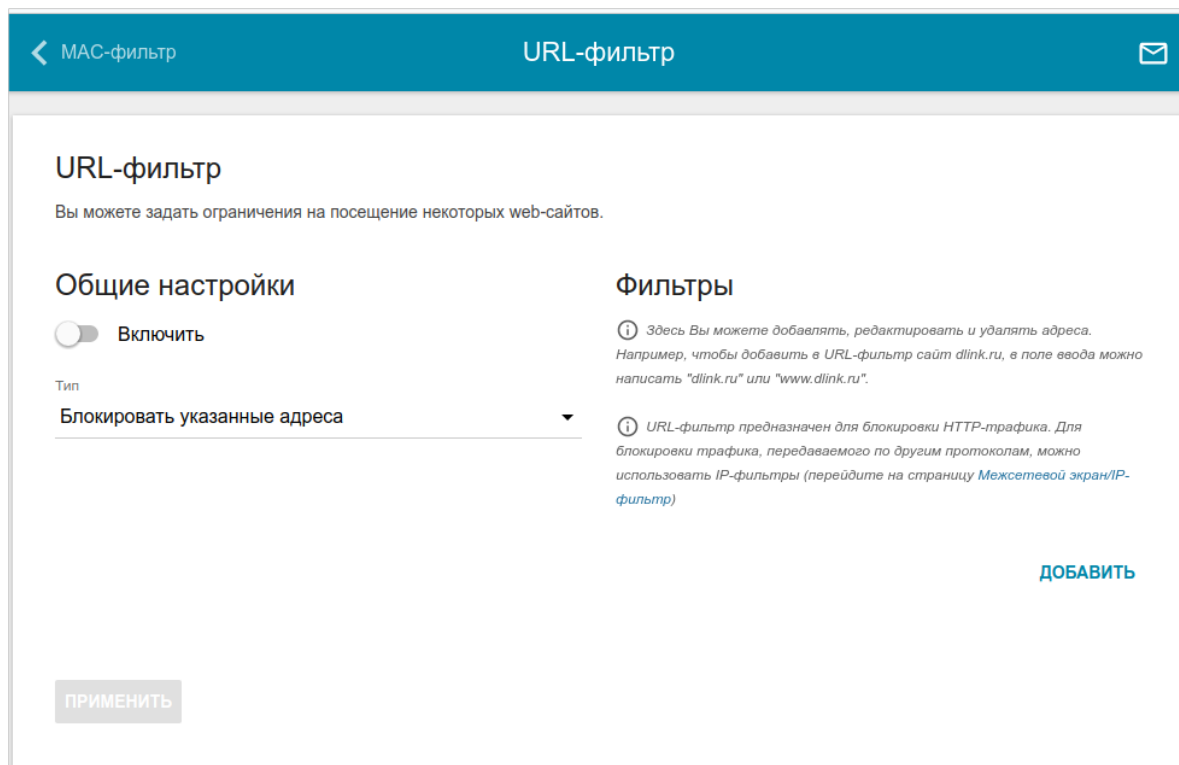 МАС-фильтр
URL-фильтр
URL-фильтр
Вы можете задать ограничения на посещение некоторых web-сайтов.
Общие настройки
Включить
Тип
Блокировать указанные адреса
Фильтры
Здесь Вы можете добавлять, редактировать и удалять адреса.
Например, чтобы добавить в URL-фильтр сайт dlink.ru, в поле ввода можно
написать "dlink.ru" или "www.dlink.ru".
URL-фильтр предназначен для блокировки HTTP-трафика. Для
блокировки трафика, передаваемого по другим протоколам, можно
использовать IP-фильтры (перейдите на страницу Межсетевой экран/IP-
фильтр)
ДОБАВИТЬ
ПРИМЕНИТЬ